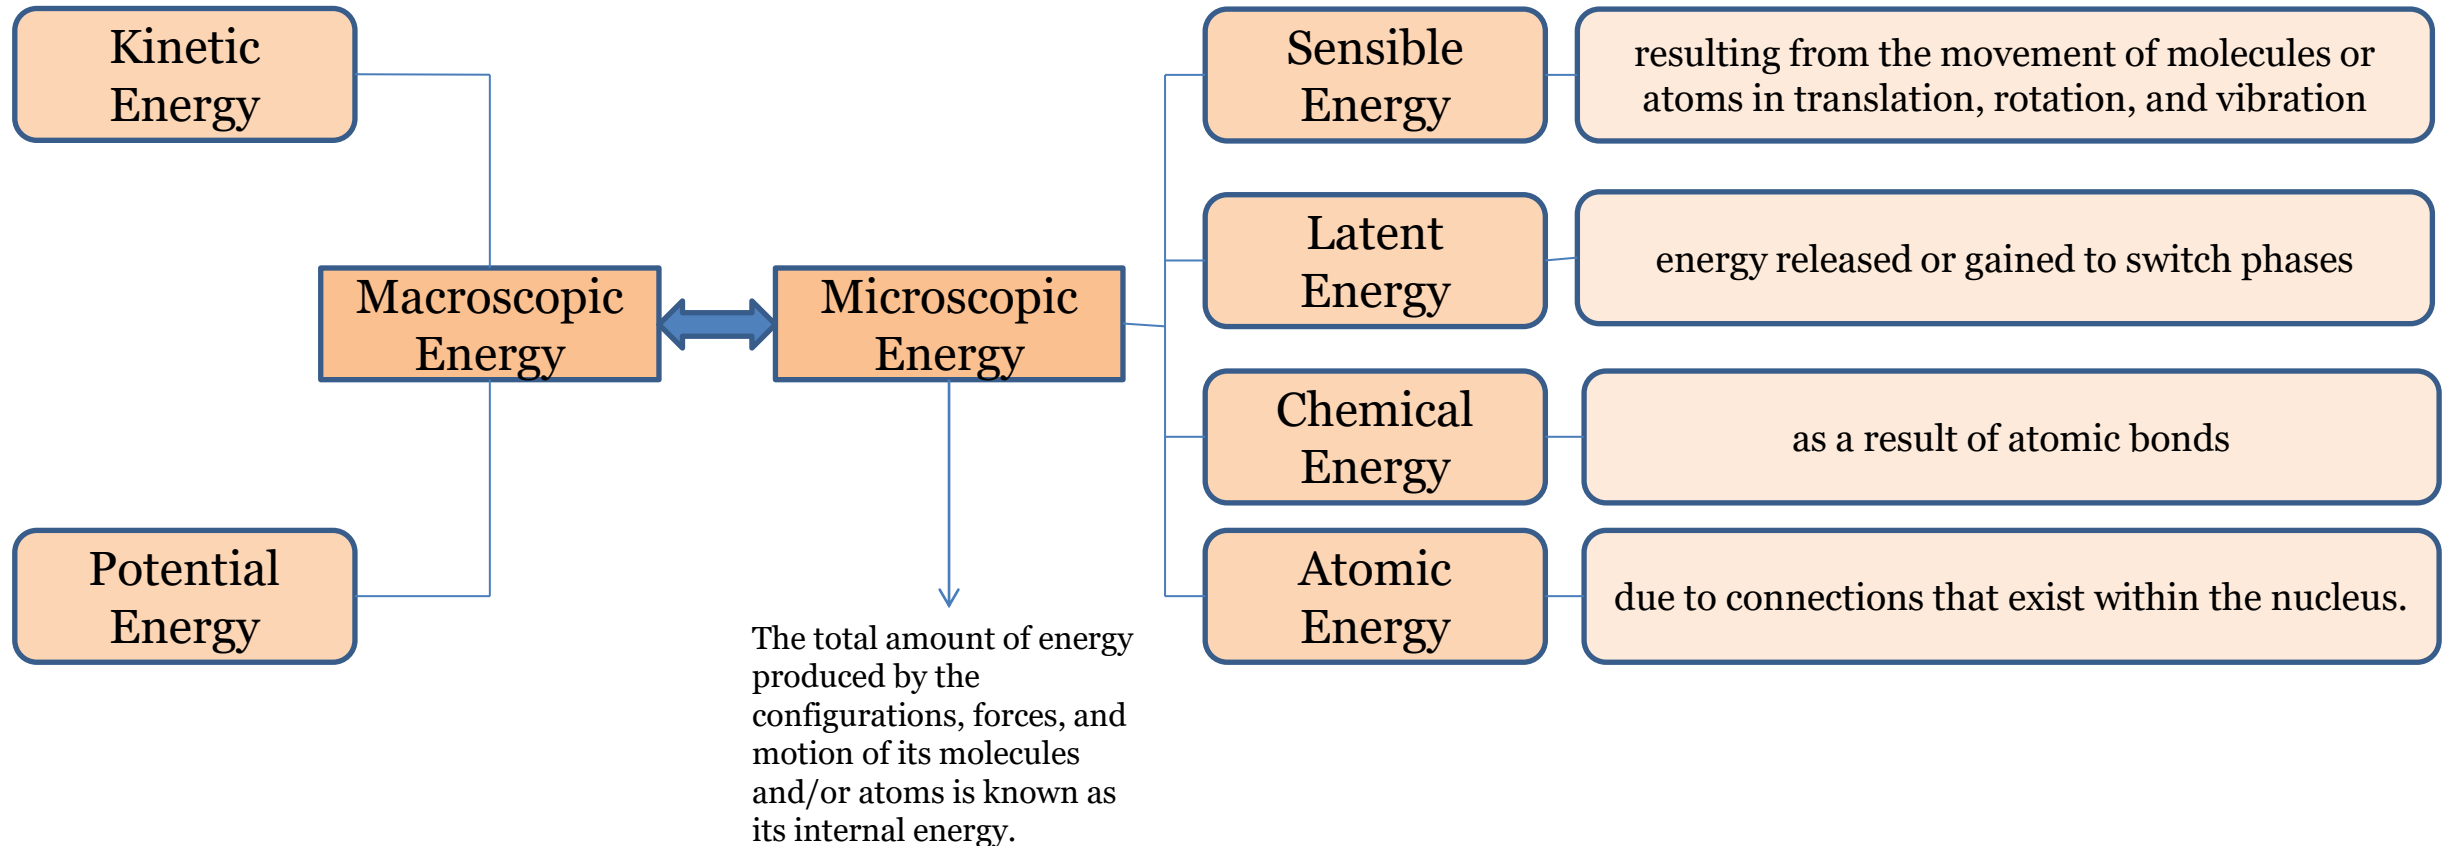 Kinetic
Energy
Sensible
Energy
resulting from the movement of molecules or
atoms in translation, rotation, and vibration
Latent
Energy
energy released or gained to switch phases
Macroscopic
Energy
Microscopic
Energy
Chemical
Energy
as a result of atomic bonds
Potential
Energy
Atomic
Energy
due to connections that exist within the nucleus.
The total amount of energy
produced by the
configurations, forces, and
motion of its molecules
and/or atoms is known as
its internal energy.